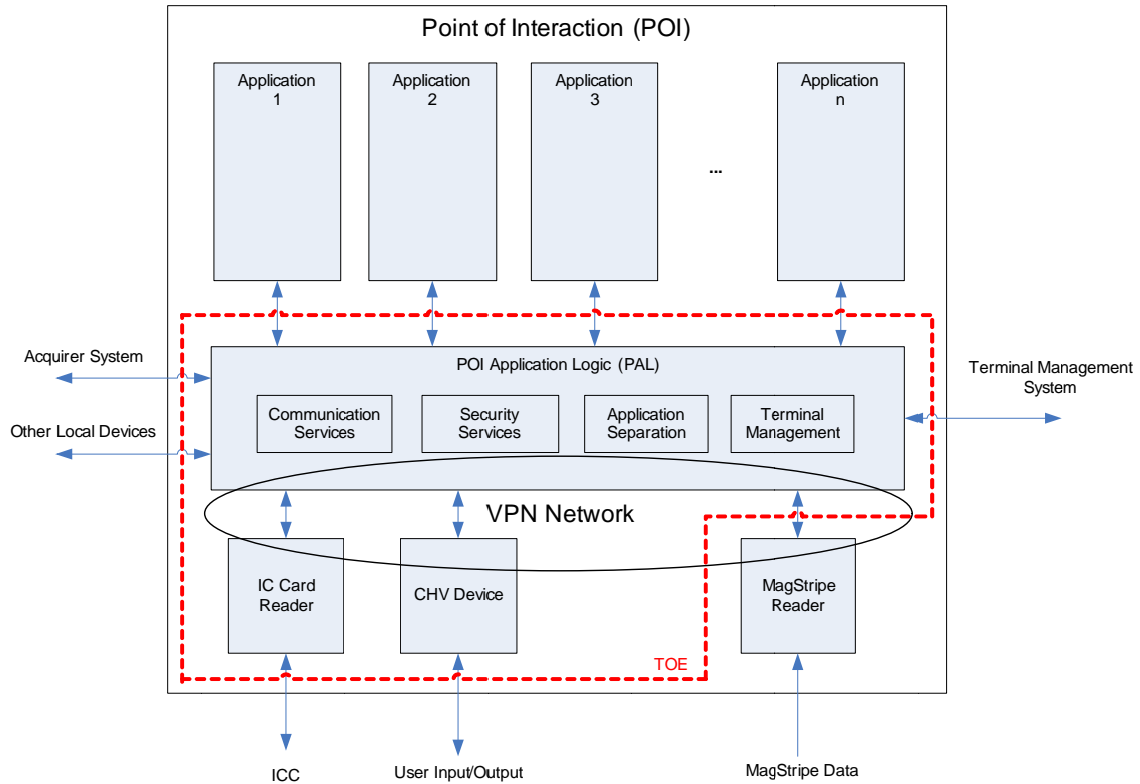 Point of Interaction (POI)
Application
1
Application
2
Application
3
...
Application
n
Acquirer System
Other Local Devices
POI Application Logic (PAL)
Communication
Services
Security
Services
Application
Separation
Terminal
Management
Terminal Management
System
VPN Network
IC Card
Reader
CHV Device
MagStripe
Reader
TOE
ICC
User Input/Output
MagStripe Data